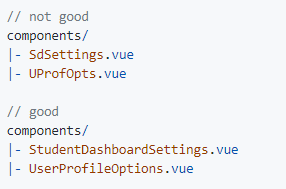 // not good
components/
|- SdSettings.vue
|- UProfOpts.vue

// good
components/
|- StudentDashboardSettings.vue
|- UserProfileOptions.vue